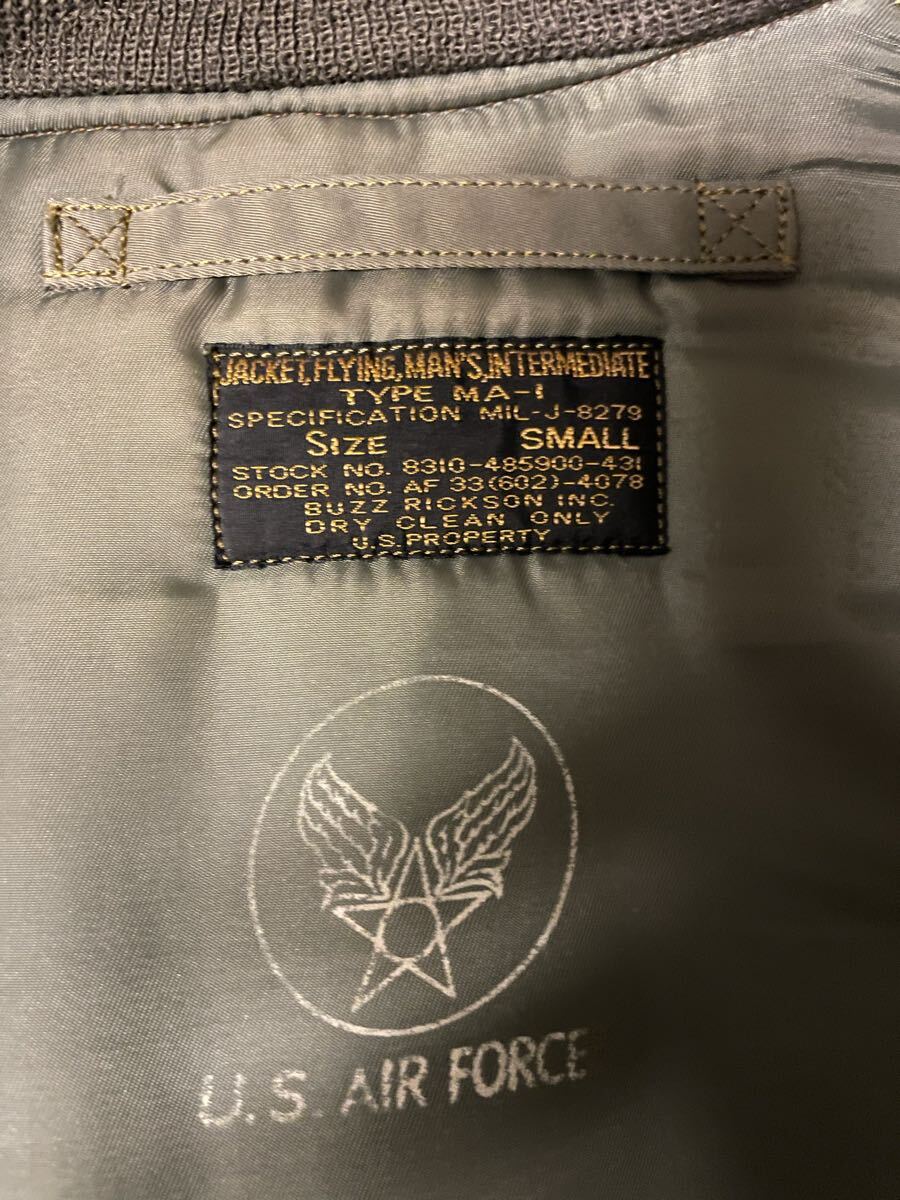 JACKET,FLYING,MAN'S,INTERMEDIATE
TYPE MA-1
SPECIFICATION MIL-J-8279
SIZE SMALL
STOCK NO. 8310-485900-431
ORDER NO. AF 33(602)-4078
BUZZ RICKSON INC.
DRY CLEAN ONLY
U.S. PROPERTY
U.S. AIR FORCE